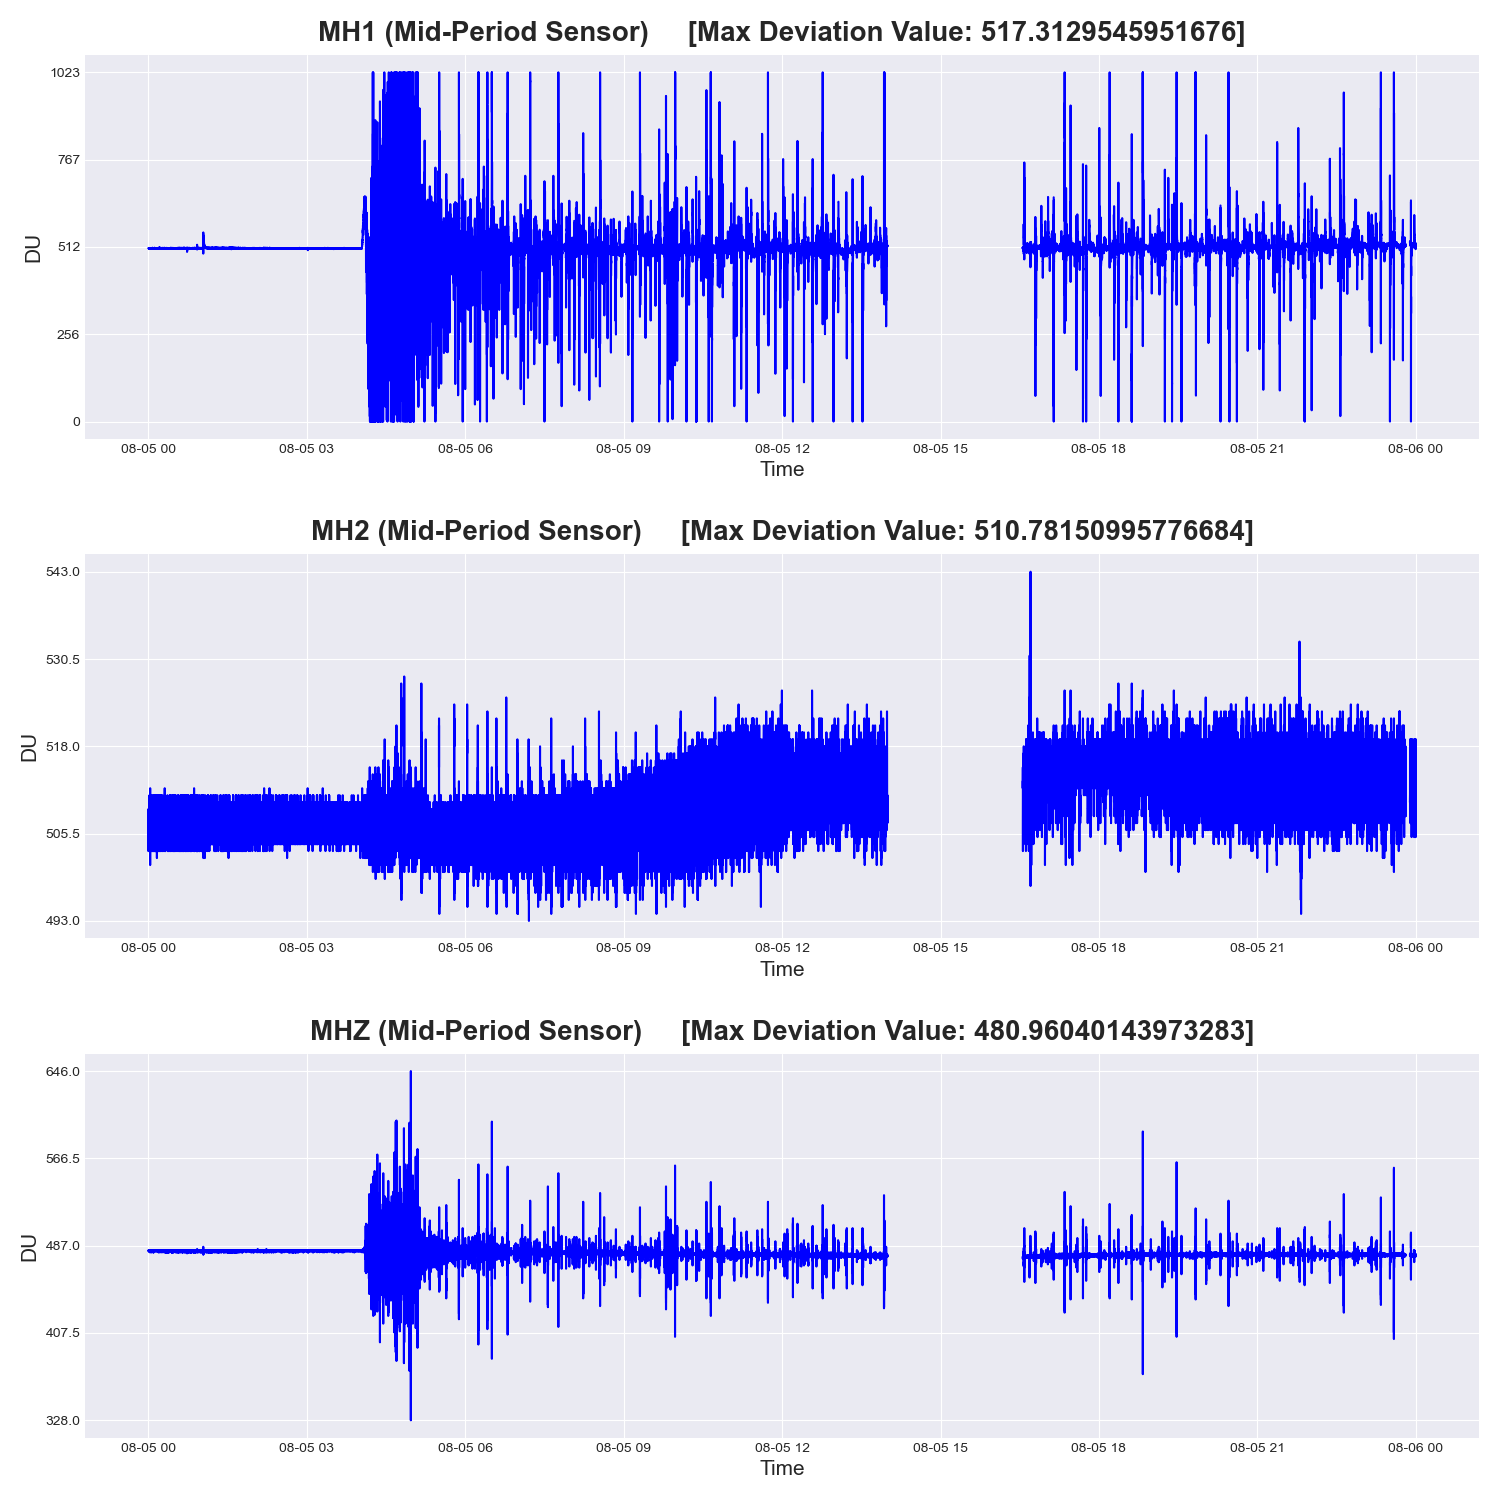 MH1 (Mid-Period Sensor) [Max Deviation Value: 517.3129545951676]
1023
767
512
256
0
DU
08-05 00 08-05 03 08-05 06 08-05 09 08-05 12 08-05 15 08-05 18 08-05 21 08-06 00
Time
MH2 (Mid-Period Sensor) [Max Deviation Value: 510.78150995776684]
543.0
530.5
518.0
505.5
493.0
DU
08-05 00 08-05 03 08-05 06 08-05 09 08-05 12 08-05 15 08-05 18 08-05 21 08-06 00
Time
MHZ (Mid-Period Sensor) [Max Deviation Value: 480.96040143973283]
646.0
566.5
487.0
407.5
328.0
DU
08-05 00 08-05 03 08-05 06 08-05 09 08-05 12 08-05 15 08-05 18 08-05 21 08-06 00
Time